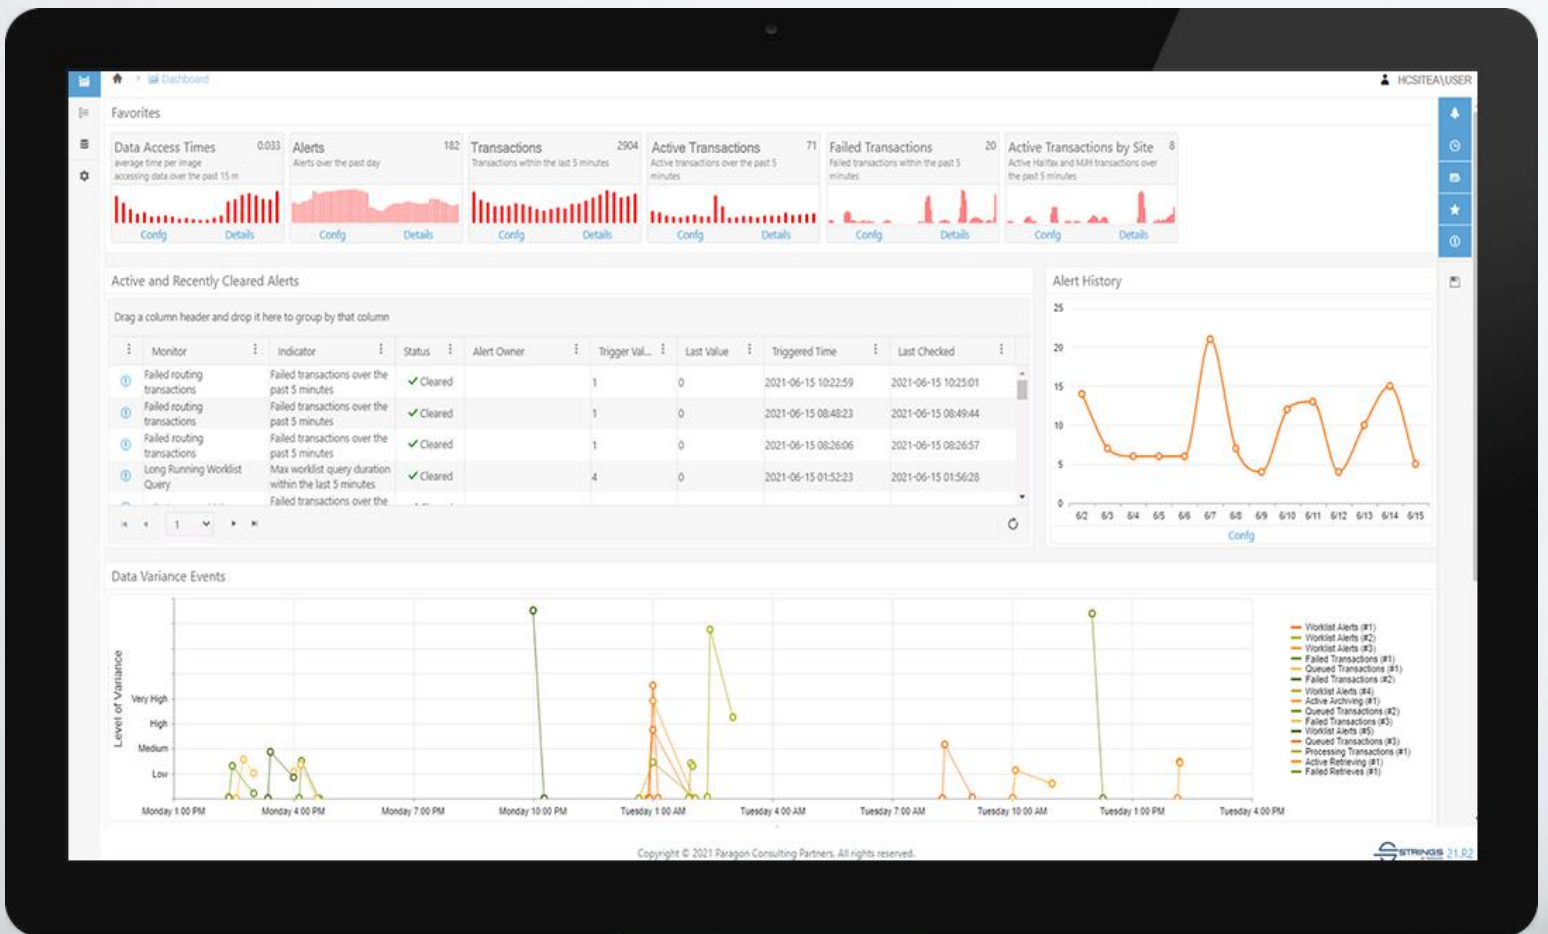 Dashboard
HCSITEA\USER
Favorites
Data Access Times 0.033
average time per image
accessing data over the past 15 m
Confg Details
Alerts 182
Alerts over the past day
Confg Details
Transactions 2904
Transactions within the last 5 minutes
Confg Details
Active Transactions 71
Active transactions over the past 5
minutes
Confg Details
Failed Transactions 20
Failed transactions within the past 5
minutes
Confg Details
Active Transactions by Site 8
Active Halifax and MJH transactions over
the past 5 minutes
Confg Details
Active and Recently Cleared Alerts
Drag a column header and drop it here to group by that column
Monitor Indicator Status Alert Owner Trigger Val... Last Value Triggered Time Last Checked
Failed routing
transactions
Failed transactions over the
past 5 minutes
Cleared 1 0 2021-06-15 10:22:59 2021-06-15 10:25:01
Failed routing
transactions
Failed transactions over the
past 5 minutes
Cleared 1 0 2021-06-15 08:48:23 2021-06-15 08:49:44
Failed routing
transactions
Failed transactions over the
past 5 minutes
Cleared 1 0 2021-06-15 08:26:06 2021-06-15 08:26:57
Long Running Worklist
Query
Max worklist query duration
within the last 5 minutes
Cleared 4 0 2021-06-15 01:52:23 2021-06-15 01:56:28
Failed transactions over the
1
Alert History
25
20
15
10
5
0
6/2 6/3 6/4 6/5 6/6 6/7 6/8 6/9 6/10 6/11 6/12 6/13 6/14 6/15
Confg
Data Variance Events
Level of Variance
Very High
High
Medium
Low
Monday 1:00 PM Monday 4:00 PM Monday 7:00 PM Monday 10:00 PM Tuesday 1:00 AM Tuesday 4:00 AM Tuesday 7:00 AM Tuesday 10:00 AM Tuesday 1:00 PM Tuesday 4:00 PM
Worklist Alerts (#1)
Worklist Alerts (#2)
Worklist Alerts (#3)
Failed Transactions (#1)
Queued Transactions (#1)
Failed Transactions (#2)
Worklist Alerts (#4)
Active Archiving (#1)
Queued Transactions (#2)
Failed Transactions (#3)
Worklist Alerts (#5)
Queued Transactions (#3)
Processing Transactions (#1)
Active Retrieving (#1)
Failed Retrieves (#1)
Copyright © 2021 Paragon Consulting Partners. All rights reserved.
STRINGS 21.R2